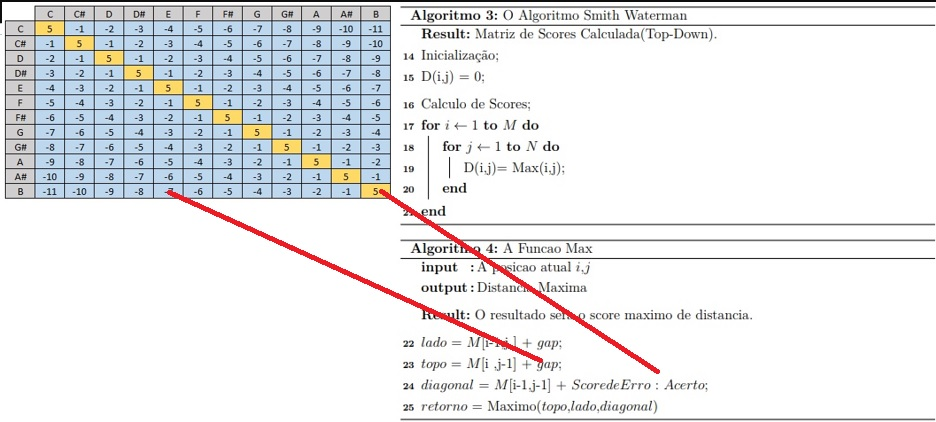 C C# D D# E F F# G G# A A# B
C 5 -1 -2 -3 -4 -5 -6 -7 -8 -9 -10 -11
C# -1 5 -1 -2 -3 -4 -5 -6 -7 -8 -9 -10
D -2 -1 5 -1 -2 -3 -4 -5 -6 -7 -8 -9
D# -3 -2 -1 5 -1 -2 -3 -4 -5 -6 -7 -8
E -4 -3 -2 -1 5 -1 -2 -3 -4 -5 -6 -7
F -5 -4 -3 -2 -1 5 -1 -2 -3 -4 -5 -6
F# -6 -5 -4 -3 -2 -1 5 -1 -2 -3 -4 -5
G -7 -6 -5 -4 -3 -2 -1 5 -1 -2 -3 -4
G# -8 -7 -6 -5 -4 -3 -2 -1 5 -1 -2 -3
A -9 -8 -7 -6 -5 -4 -3 -2 -1 5 -1 -2
A# -10 -9 -8 -7 -6 -5 -4 -3 -2 -1 5 -1
B -11 -10 -9 -8 -7 -6 -5 -4 -3 -2 -1 5
Algoritmo 3: O Algoritmo Smith Waterman
Result: Matriz de Scores Calculada(Top-Down).
14 Inicialização;
15 D(i,j) = 0;
16 Calculo de Scores;
17 for i ← 1 to M do
18 for j ← 1 to N do
19 D(i,j)= Max(i,j);
20 end
21 end
Algoritmo 4: A Funcao Max
input : A posicao atual i,j
output : Distancia Maxima
Result: O resultado sera o score maximo de distancia.
22 lado = M[i-1,j ] + gap;
23 topo = M[i ,j-1] + gap;
24 diagonal = M[i-1,j-1] + ScoredeErro : Acerto;
25 retorno = Maximo(topo,lado,diagonal)